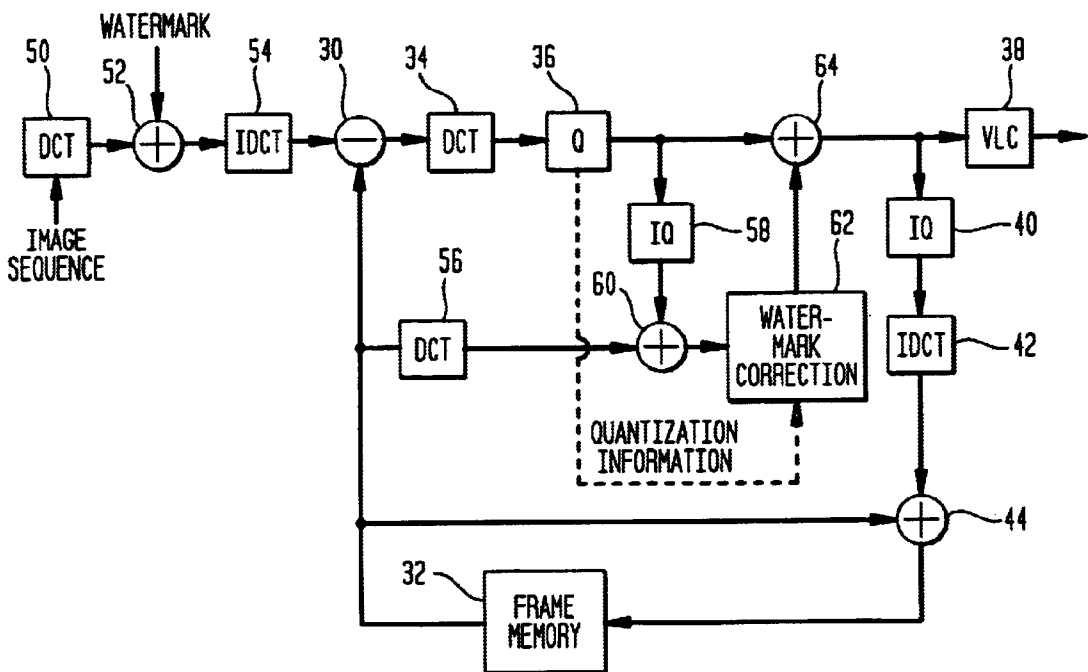 WATERMARK
50
52
54
30
34
36
64
38
DCT
IDCT
DCT
Q
VLC
IMAGE
SEQUENCE
IQ
58
62
IQ
40
56
60
DCT
WATER-
MARK
CORRECTION
IDCT
42
QUANTIZATION
INFORMATION
44
32
FRAME
MEMORY